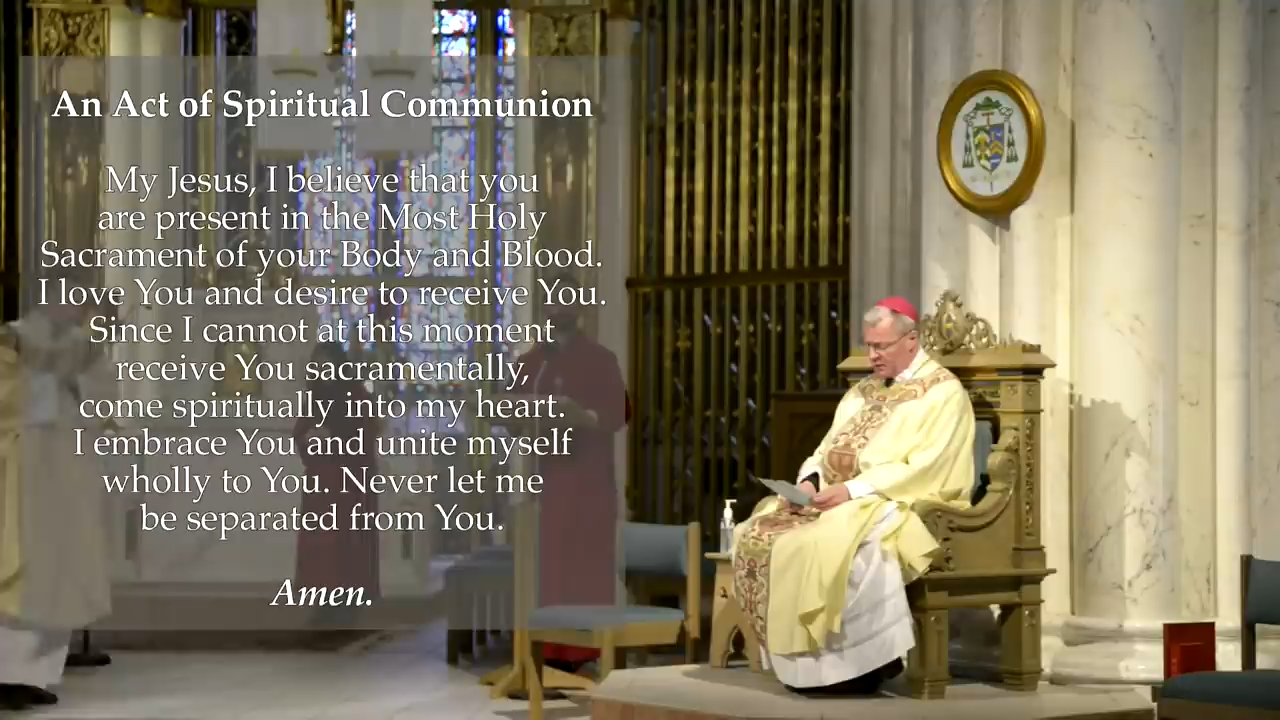 An Act of Spiritual Communion
My Jesus, I believe that you
are present in the Most Holy
Sacrament of your Body and Blood.
I love You and desire to receive You.
Since I cannot at this moment
receive You sacramentally,
come spiritually into my heart.
I embrace You and unite myself
wholly to You. Never let me
be separated from You.
Amen.